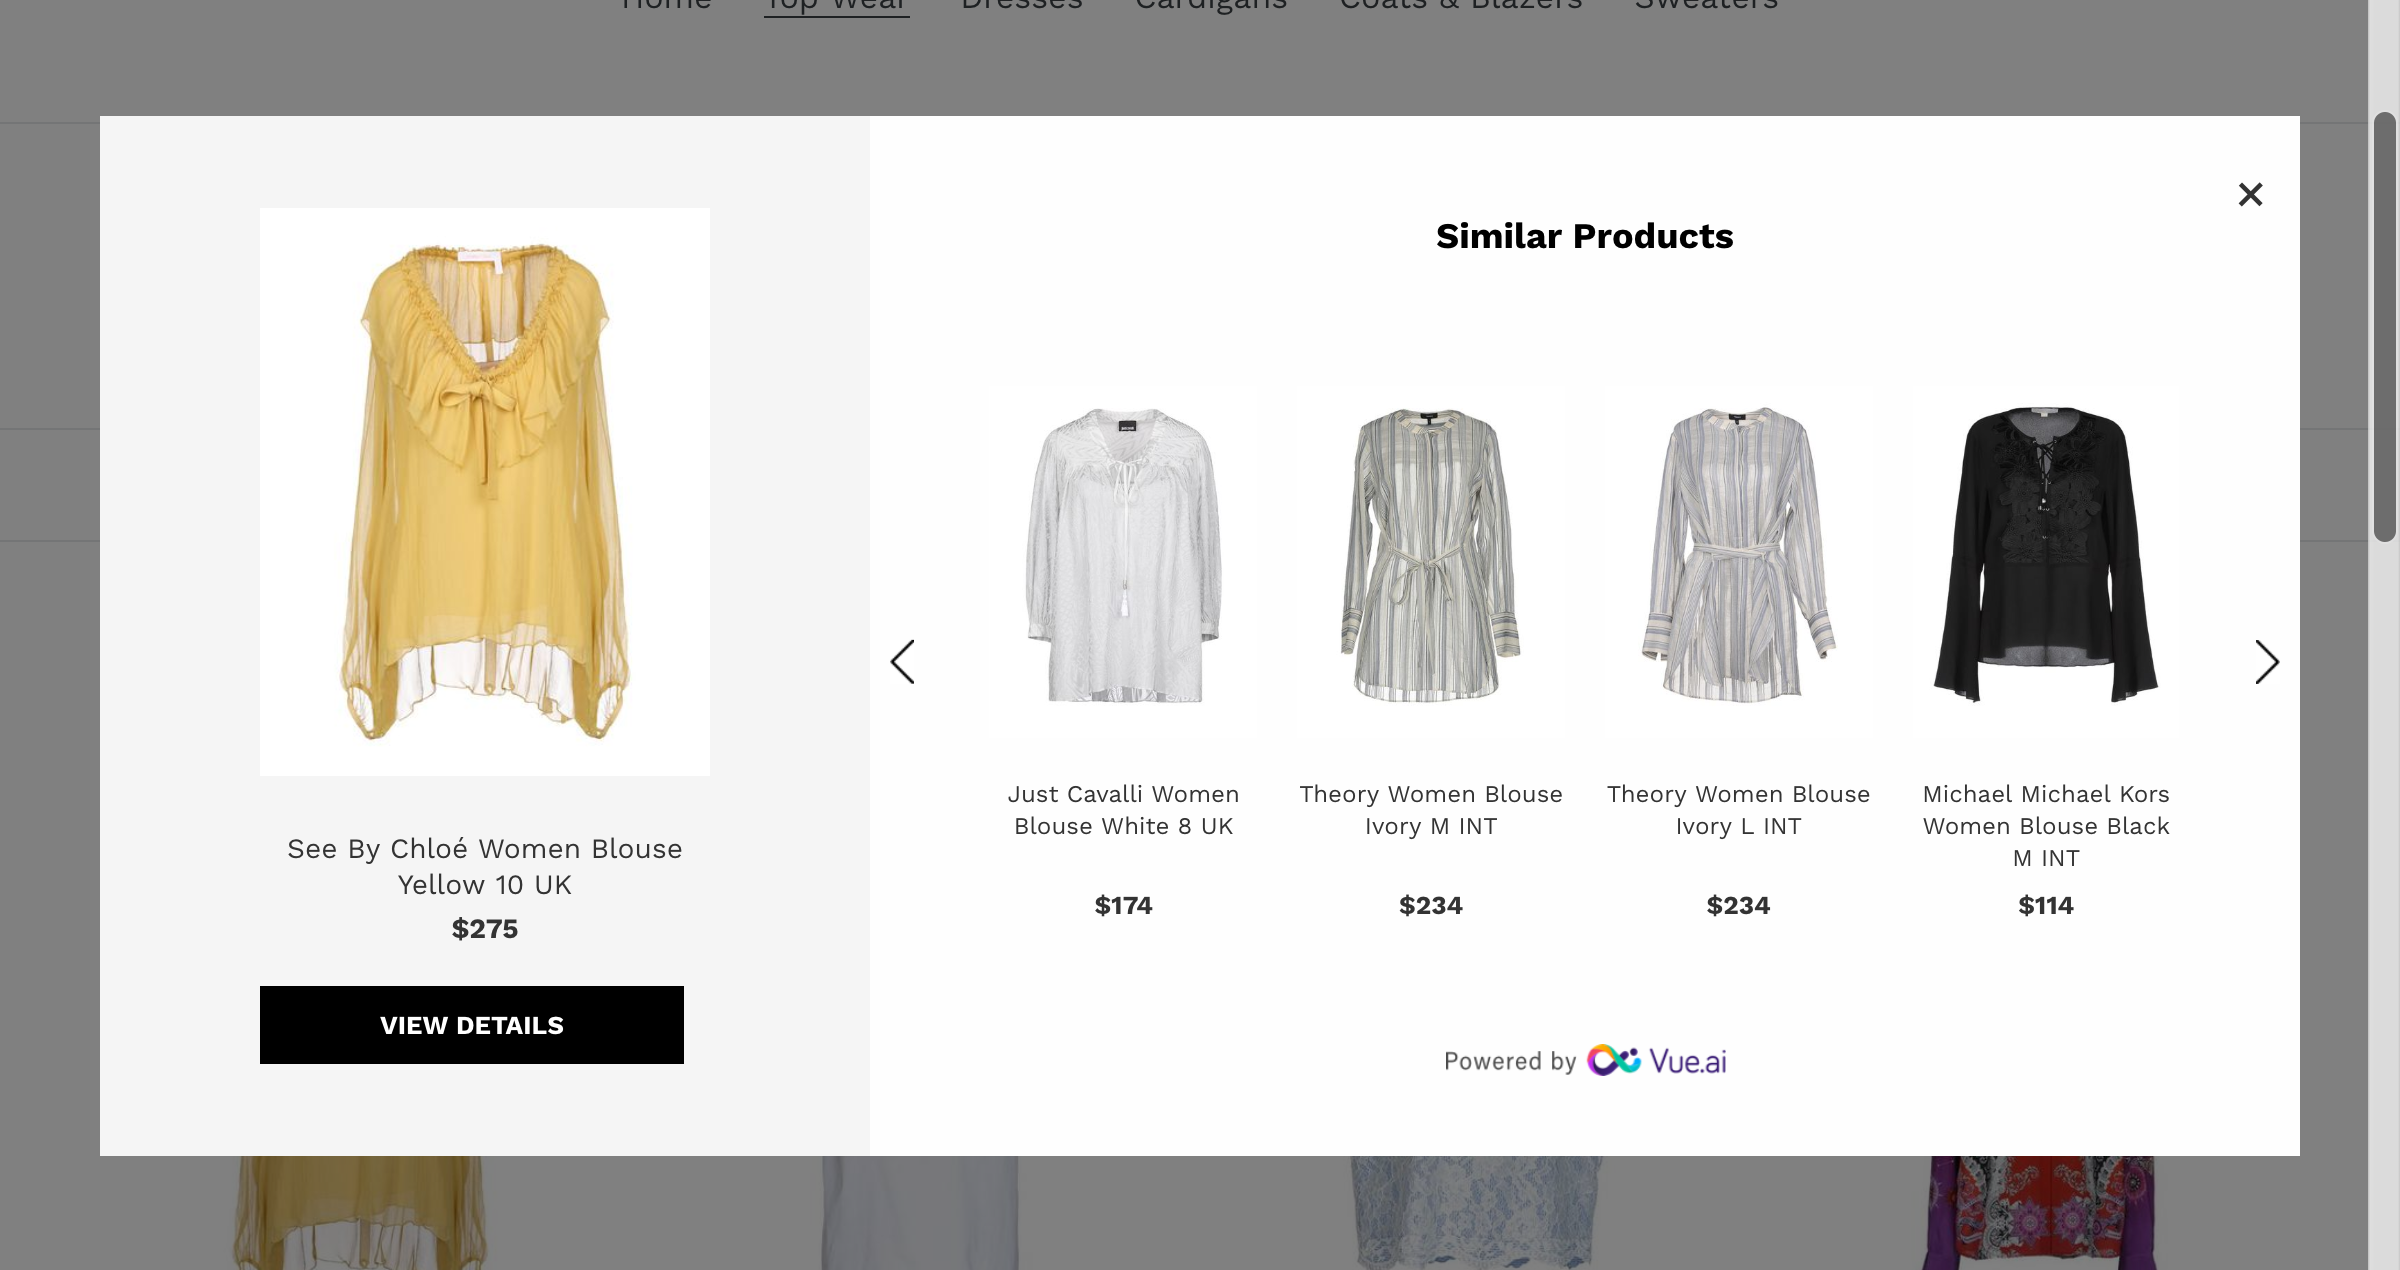 Home Top Wear Dresses Cardigans Coats & Blazers Sweaters
See By Chloé Women Blouse
Yellow 10 UK
$275
VIEW DETAILS
Similar Products
Just Cavalli Women
Blouse White 8 UK
$174
Theory Women Blouse
Ivory M INT
$234
Theory Women Blouse
Ivory L INT
$234
Michael Michael Kors
Women Blouse Black
M INT
$114
Powered by Vue.ai